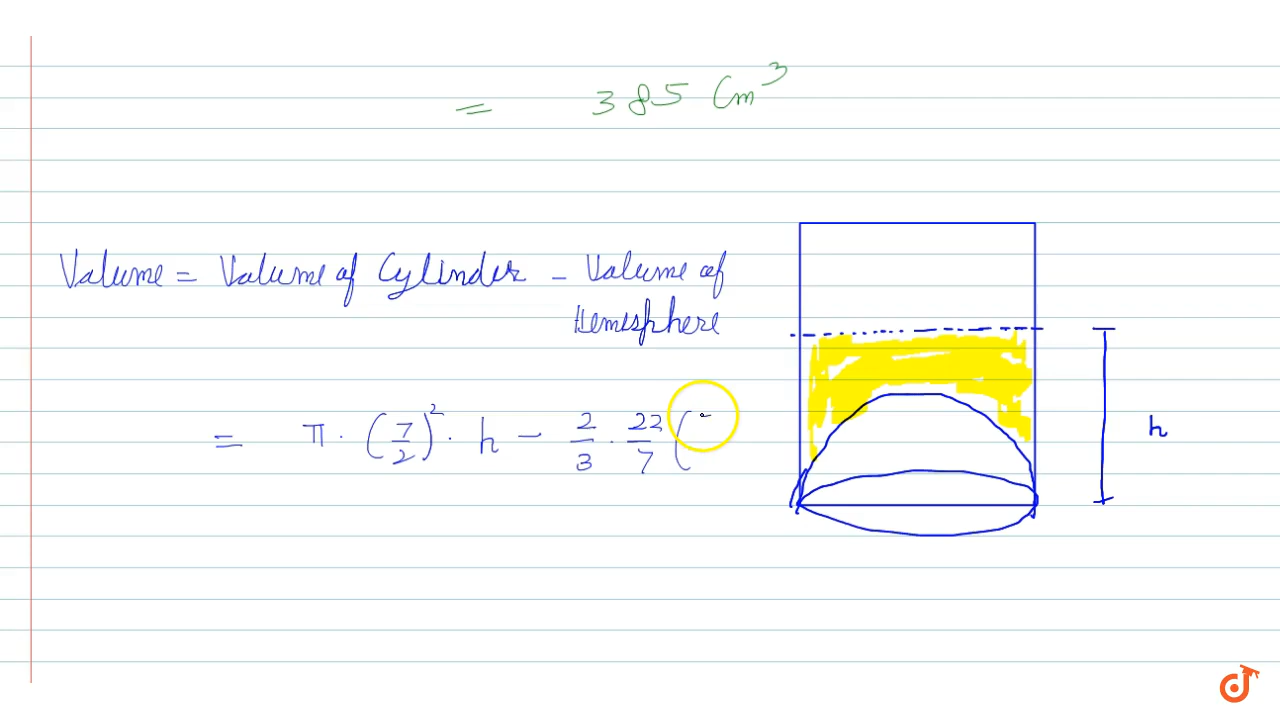 = 385 Cm³
Volume = Volume of Cylinder - Volume of
Hemisphere
= π · (7/2)² · h - 2/3 · 22/7 (
h